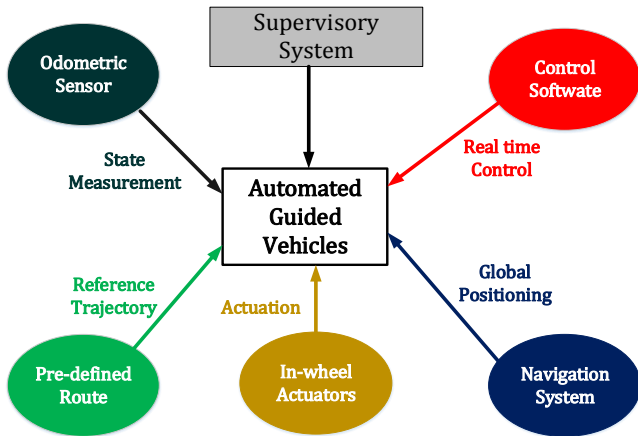 Supervisory
System
Odometric
Sensor
Control
Softwate
State
Measurement
Real time
Control
Automated
Guided
Vehicles
Reference
Trajectory
Actuation
Global
Positioning
Pre-defined
Route
In-wheel
Actuators
Navigation
System